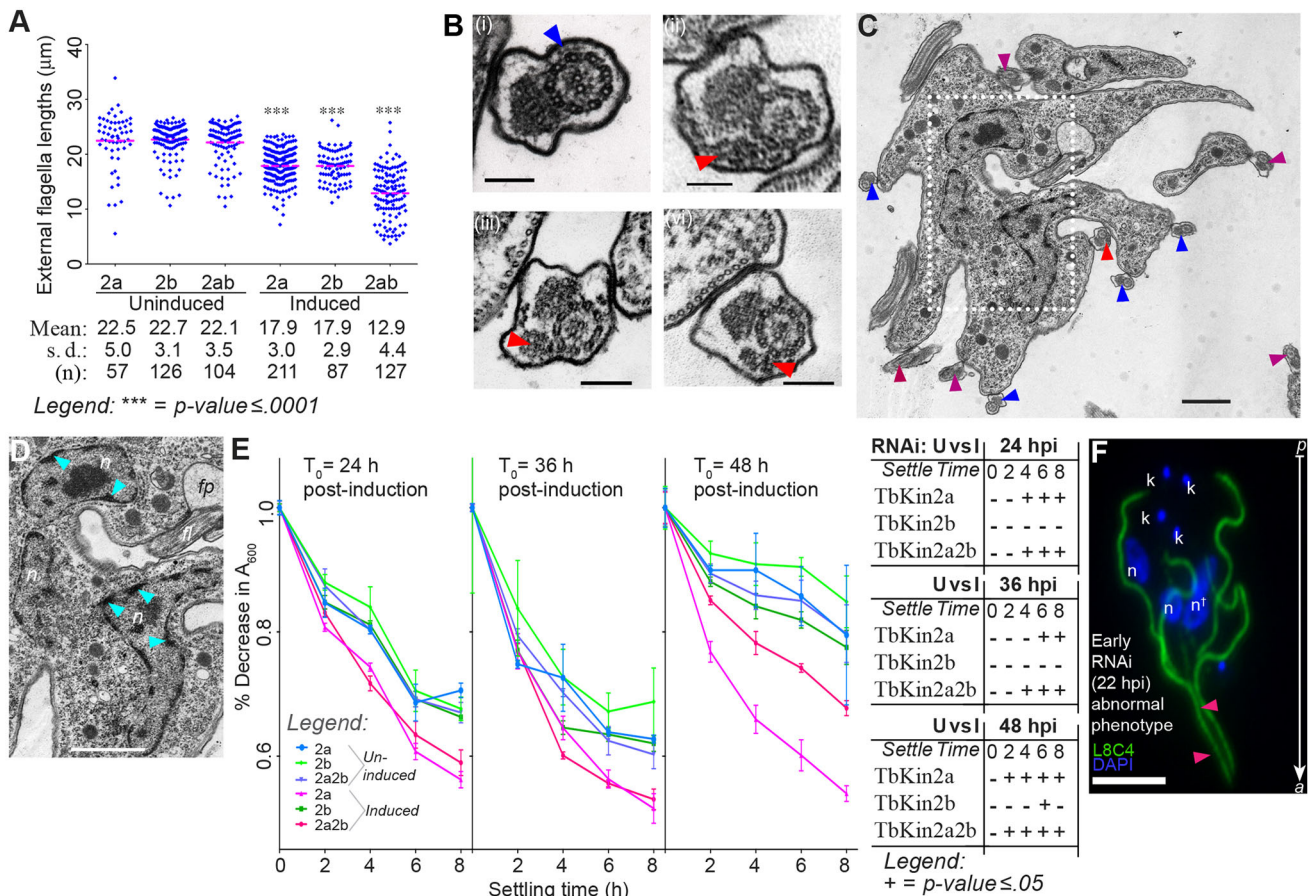 A
External flagella lengths (µm)
40
30
20
10
0
*** *** ***
2a 2b 2ab 2a 2b 2ab
Uninduced Induced
Mean: 22.5 22.7 22.1 17.9 17.9 12.9
s. d.: 5.0 3.1 3.5 3.0 2.9 4.4
(n): 57 126 104 211 87 127
Legend: *** = p-value ≤.0001
B
(i)
(ii)
(iii)
(vi)
C
D
n
fp
fl
n
n
E
% Decrease in A600
1.0
0.8
0.6
T0= 24 h
post-induction
T0= 36 h
post-induction
T0= 48 h
post-induction
Legend:
2a
2b
2a2b
Un-
induced
2a
2b
2a2b
Induced
0 2 4 6 8 2 4 6 8 2 4 6 8
Settling time (h)
RNAi: U vs I 24 hpi
Settle Time 0 2 4 6 8
TbKin2a - - + + +
TbKin2b - - - - -
TbKin2a2b - - + + +
U vs I 36 hpi
Settle Time 0 2 4 6 8
TbKin2a - - - + +
TbKin2b - - - - -
TbKin2a2b - - + + +
U vs I 48 hpi
Settle Time 0 2 4 6 8
TbKin2a - + + + +
TbKin2b - - - + -
TbKin2a2b - + + + +
Legend:
+ = p-value ≤.05
F
p
k
k
k
k
n
n
n†
Early
RNAi
(22 hpi)
abnormal
phenotype
L8C4
DAPI
a